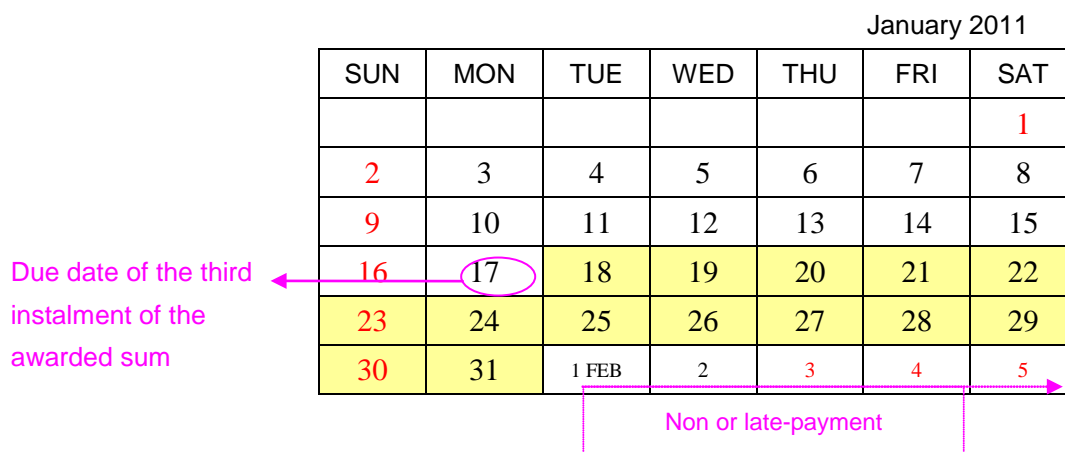 January 2011
SUN MON TUE WED THU FRI SAT
1
2 3 4 5 6 7 8
9 10 11 12 13 14 15
16 17 18 19 20 21 22
23 24 25 26 27 28 29
30 31 1 FEB 2 3 4 5
Due date of the third
instalment of the
awarded sum
Non or late-payment